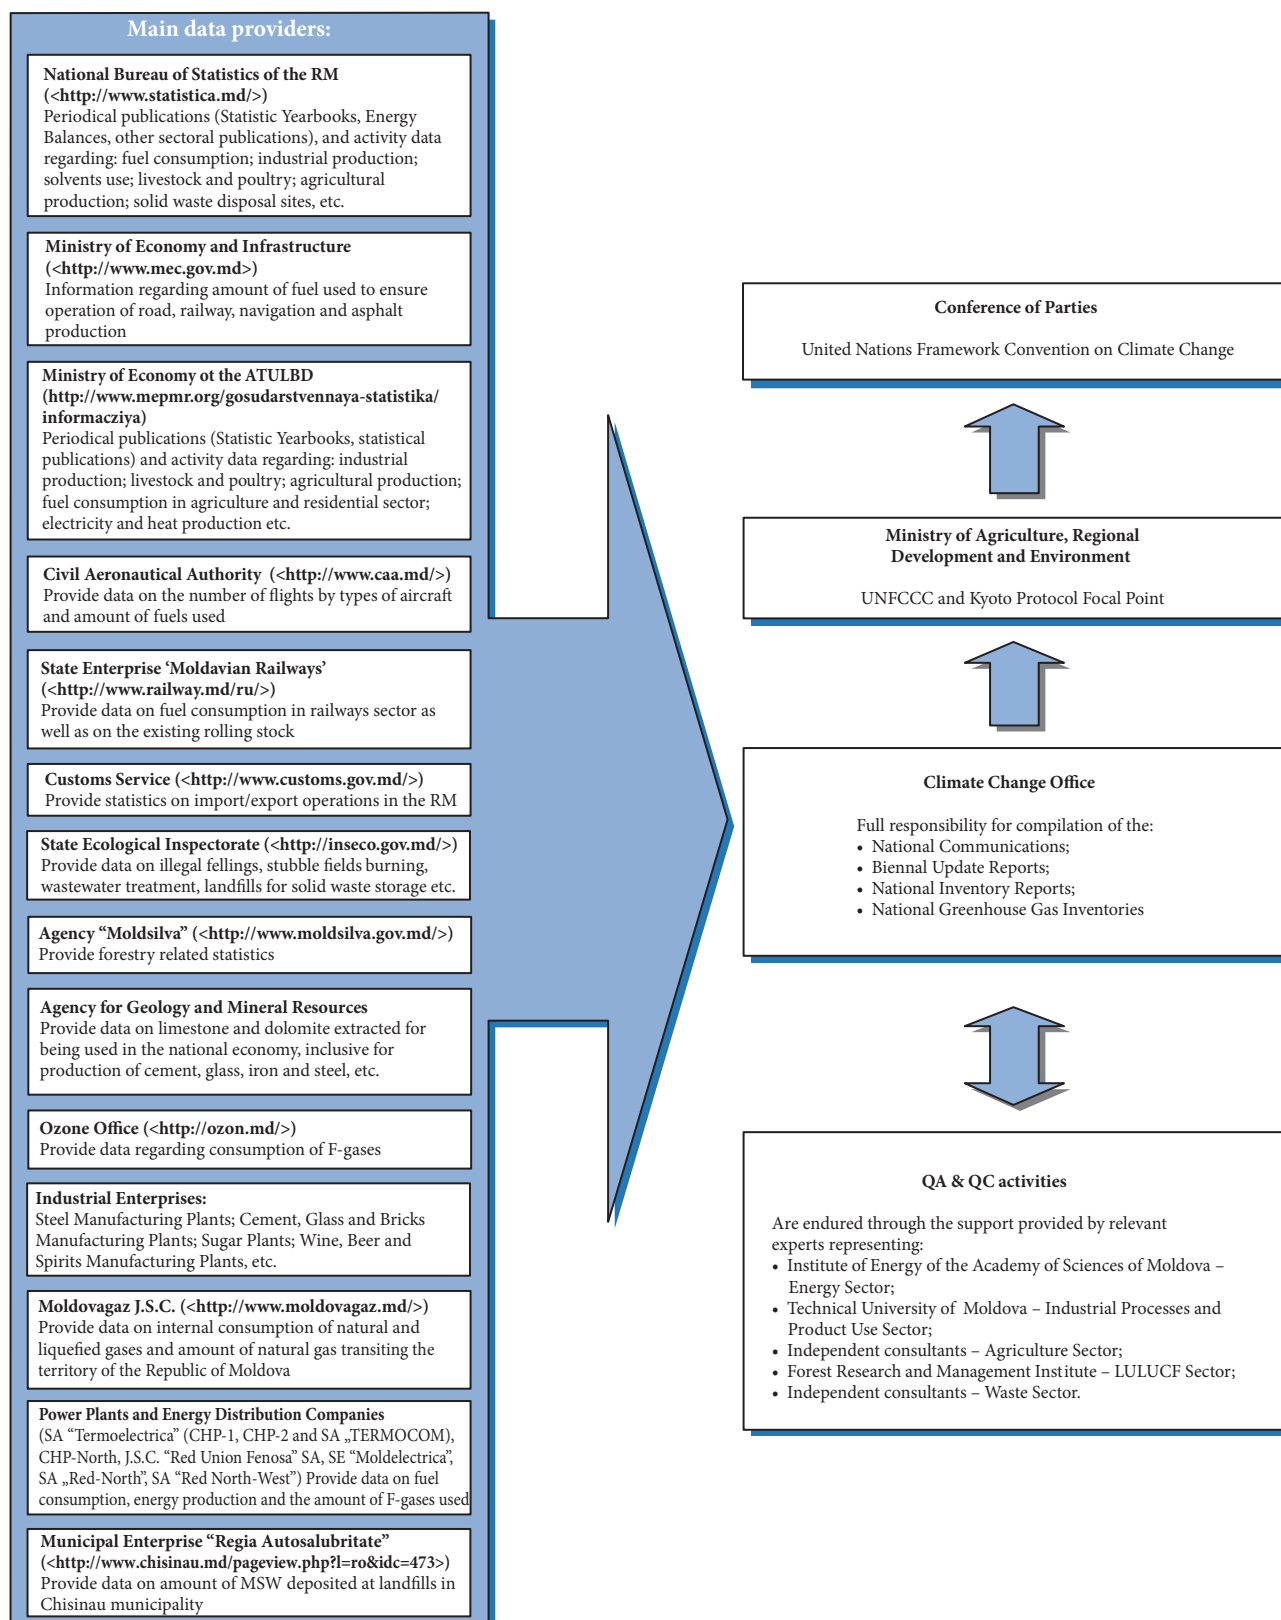 Main data providers:
National Bureau of Statistics of the RM
(<http://www.statistica.md/>)
Periodical publications (Statistic Yearbooks, Energy
Balances, other sectoral publications), and activity data
regarding: fuel consumption; industrial production;
solvents use; livestock and poultry; agricultural
production; solid waste disposal sites, etc.
Ministry of Economy and Infrastructure
(<http://www.mec.gov.md>)
Information regarding amount of fuel used to ensure
operation of road, railway, navigation and asphalt
production
Ministry of Economy ot the ATULBD
(http://www.mepmr.org/gosudarstvennaya-statistika/
informacziya)
Periodical publications (Statistic Yearbooks, statistical
publications) and activity data regarding: industrial
production; livestock and poultry; agricultural production;
fuel consumption in agriculture and residential sector;
electricity and heat production etc.
Civil Aeronautical Authority (<http://www.caa.md/>)
Provide data on the number of flights by types of aircraft
and amount of fuels used
State Enterprise ‘Moldavian Railways’
(<http://www.railway.md/ru/>)
Provide data on fuel consumption in railways sector as
well as on the existing rolling stock
Customs Service (<http://www.customs.gov.md/>)
Provide statistics on import/export operations in the RM
State Ecological Inspectorate (<http://inseco.gov.md/>)
Provide data on illegal fellings, stubble fields burning,
wastewater treatment, landfills for solid waste storage etc.
Agency “Moldsilva” (<http://www.moldsilva.gov.md/>)
Provide forestry related statistics
Agency for Geology and Mineral Resources
Provide data on limestone and dolomite extracted for
being used in the national economy, inclusive for
production of cement, glass, iron and steel, etc.
Ozone Office (<http://ozon.md/>)
Provide data regarding consumption of F-gases
Industrial Enterprises:
Steel Manufacturing Plants; Cement, Glass and Bricks
Manufacturing Plants; Sugar Plants; Wine, Beer and
Spirits Manufacturing Plants, etc.
Moldovagaz J.S.C. (<http://www.moldovagaz.md/>)
Provide data on internal consumption of natural and
liquefied gases and amount of natural gas transiting the
territory of the Republic of Moldova
Power Plants and Energy Distribution Companies
(SA “Termoelectrica” (CHP-1, CHP-2 and SA „TERMOCOM),
CHP-North, J.S.C. “Red Union Fenosa” SA, SE “Moldelectrica”,
SA „Red-North”, SA “Red North-West”) Provide data on fuel
consumption, energy production and the amount of F-gases used
Municipal Enterprise “Regia Autosalubritate”
(<http://www.chisinau.md/pageview.php?l=ro&idc=473>)
Provide data on amount of MSW deposited at landfills in
Chisinau municipality
Conference of Parties
United Nations Framework Convention on Climate Change
Ministry of Agriculture, Regional
Development and Environment
UNFCCC and Kyoto Protocol Focal Point
Climate Change Office
Full responsibility for compilation of the:
• National Communications;
• Biennal Update Reports;
• National Inventory Reports;
• National Greenhouse Gas Inventories
QA & QC activities
Are endured through the support provided by relevant
experts representing:
• Institute of Energy of the Academy of Sciences of Moldova –
Energy Sector;
• Technical University of Moldova – Industrial Processes and
Product Use Sector;
• Independent consultants – Agriculture Sector;
• Forest Research and Management Institute – LULUCF Sector;
• Independent consultants – Waste Sector.